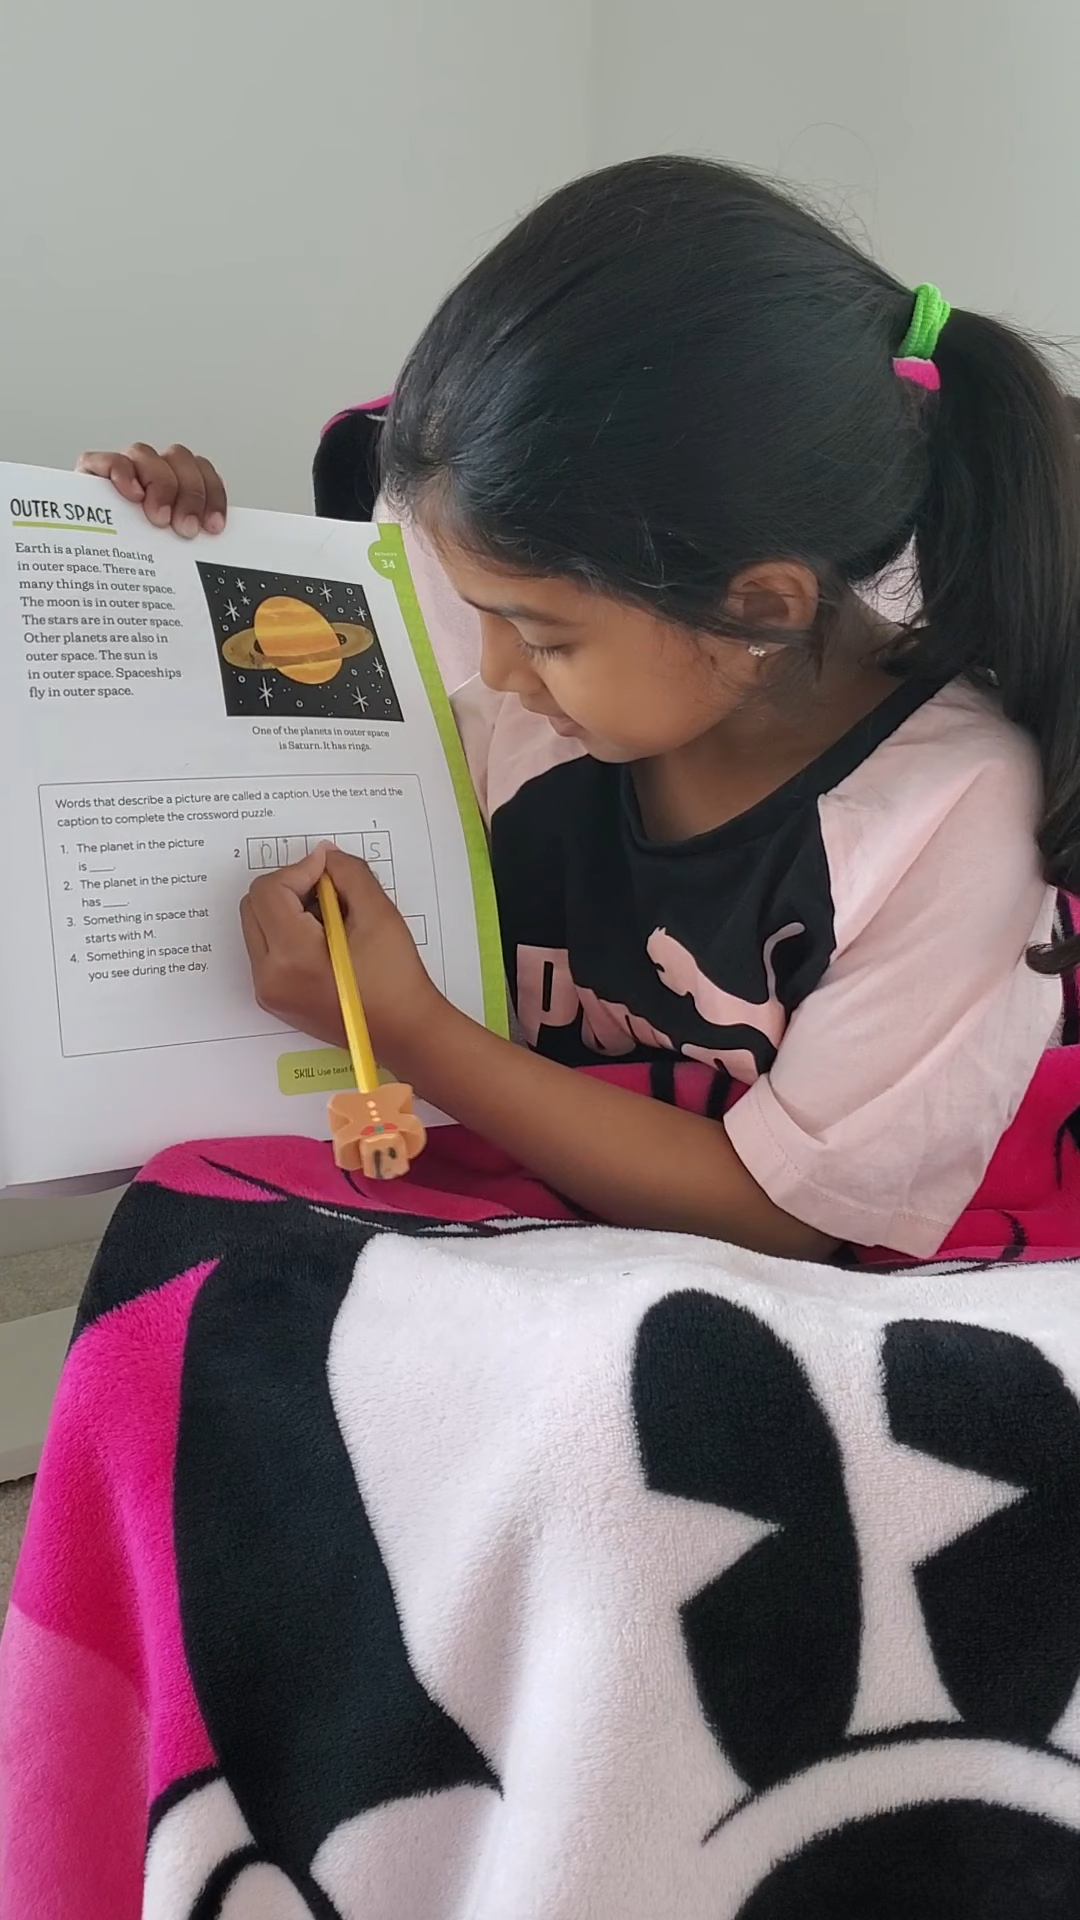 OUTER SPACE
Earth is a planet floating
in outer space. There are
many things in outer space.
The moon is in outer space.
The stars are in outer space.
Other planets are also in
outer space. The sun is
in outer space. Spaceships
fly in outer space.
ACTIVITY
34
One of the planets in outer space
is Saturn. It has rings.
Words that describe a picture are called a caption. Use the text and the
caption to complete the crossword puzzle.
1. The planet in the picture
is ____.
2. The planet in the picture
has ____.
3. Something in space that
starts with M.
4. Something in space that
you see during the day.
1
2
s
SKILL Use text
PUMA